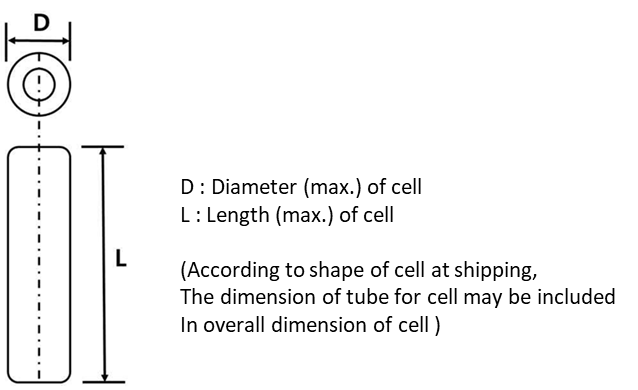 D
L
D : Diameter (max.) of cell
L : Length (max.) of cell
(According to shape of cell at shipping,
The dimension of tube for cell may be included
In overall dimension of cell )